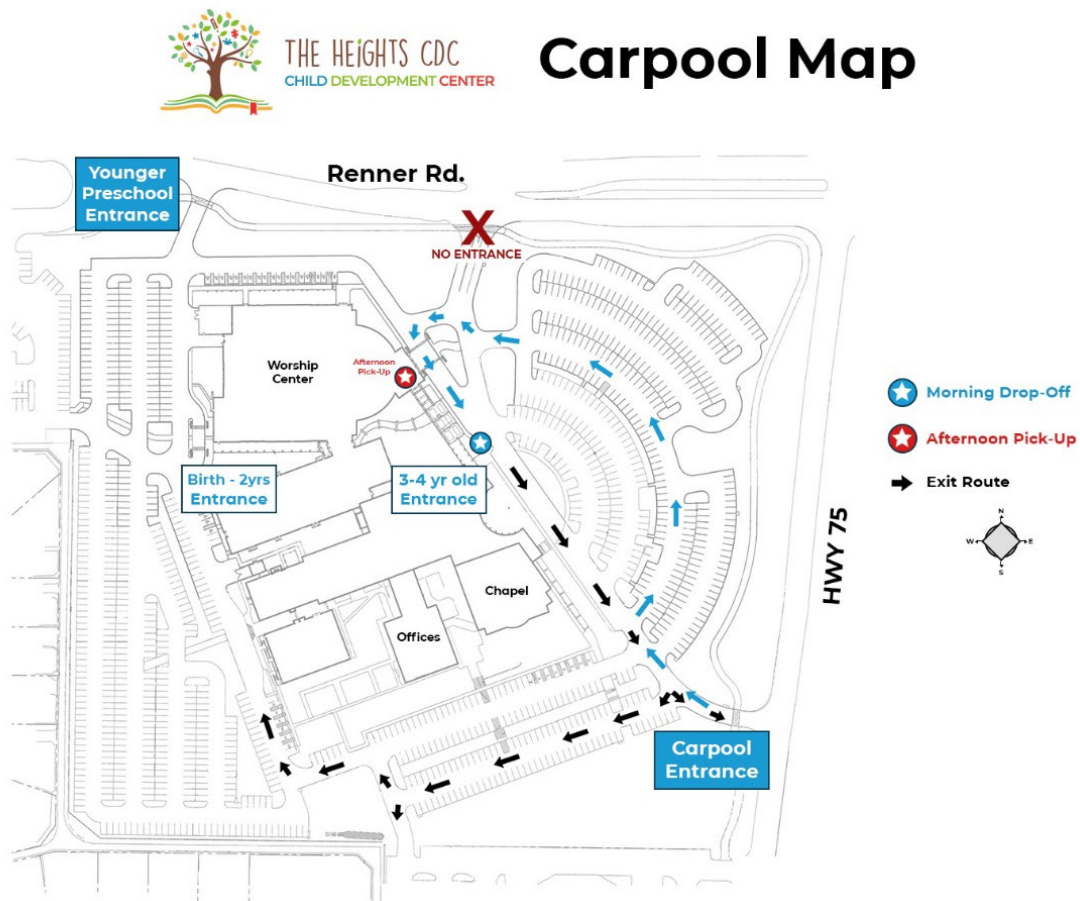 THE HEIGHTS CDC
CHILD DEVELOPMENT CENTER
Carpool Map
Younger
Preschool
Entrance
Renner Rd.
X
NO ENTRANCE
Worship
Center
Afternoon
Pick-Up
Birth - 2yrs
Entrance
3-4 yr old
Entrance
Chapel
Offices
Carpool
Entrance
HWY 75
Morning Drop-Off
Afternoon Pick-Up
Exit Route
N
W
E
S